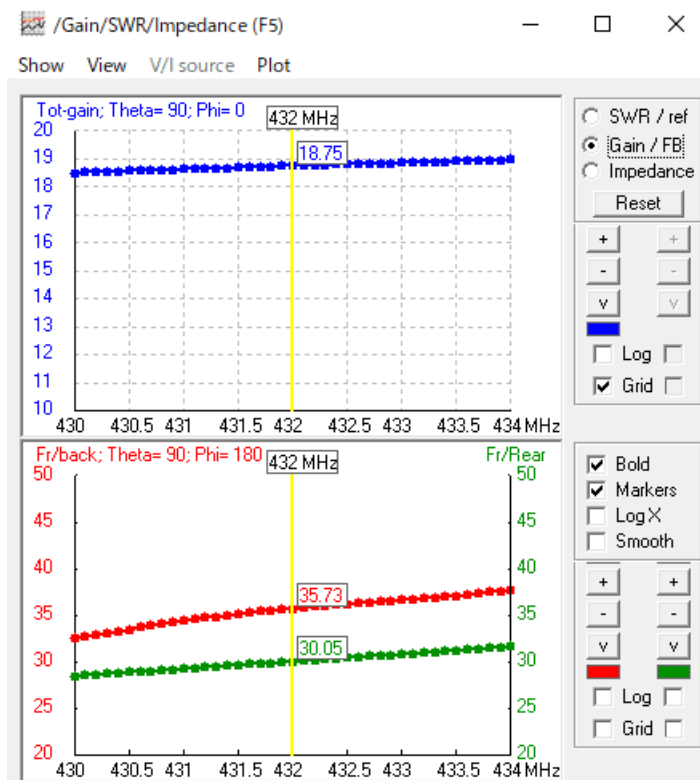 /Gain/SWR/Impedance (F5)
Show View V/I source Plot
Tot-gain; Theta= 90; Phi= 0
432 MHz
20
19
18
17
16
15
14
13
12
11
10
18.75
430 430.5 431 431.5 432 432.5 433 433.5 434 MHz
SWR / ref
Gain / FB
Impedance
Reset
+ +
- -
v v
Log
Grid
Fr/back; Theta= 90; Phi= 180
432 MHz
Fr/Rear
50 50
45 45
40 40
35 35
30 30
25 25
20 20
35.73
30.05
430 430.5 431 431.5 432 432.5 433 433.5 434 MHz
Bold
Markers
Log X
Smooth
+ +
- -
v v
Log
Grid